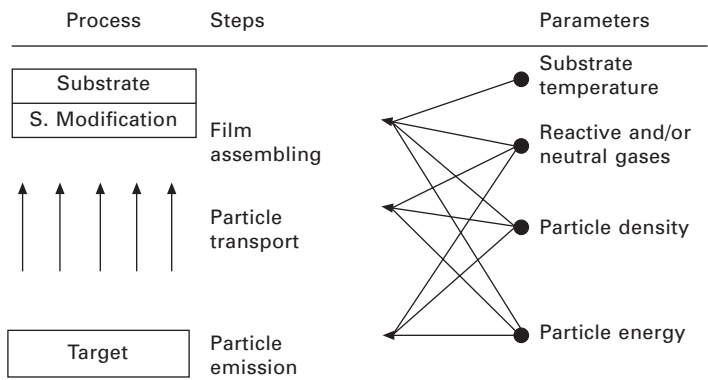 Process Steps Parameters
Substrate
S. Modification
Film
assembling
Particle
transport
Target
Particle
emission
Substrate
temperature
Reactive and/or
neutral gases
Particle density
Particle energy